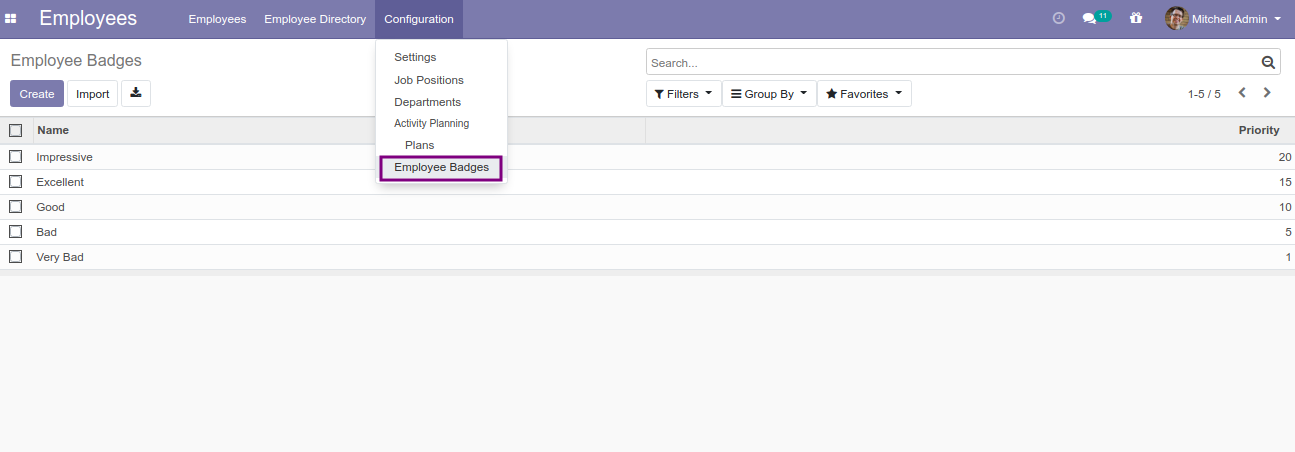 Employees Employees Employee Directory Configuration 11 Mitchell Admin
Employee Badges
Search...
Create Import Filters Group By Favorites 1-5 / 5
Settings
Job Positions
Departments
Activity Planning
Plans
Employee Badges
Name Priority
Impressive 20
Excellent 15
Good 10
Bad 5
Very Bad 1